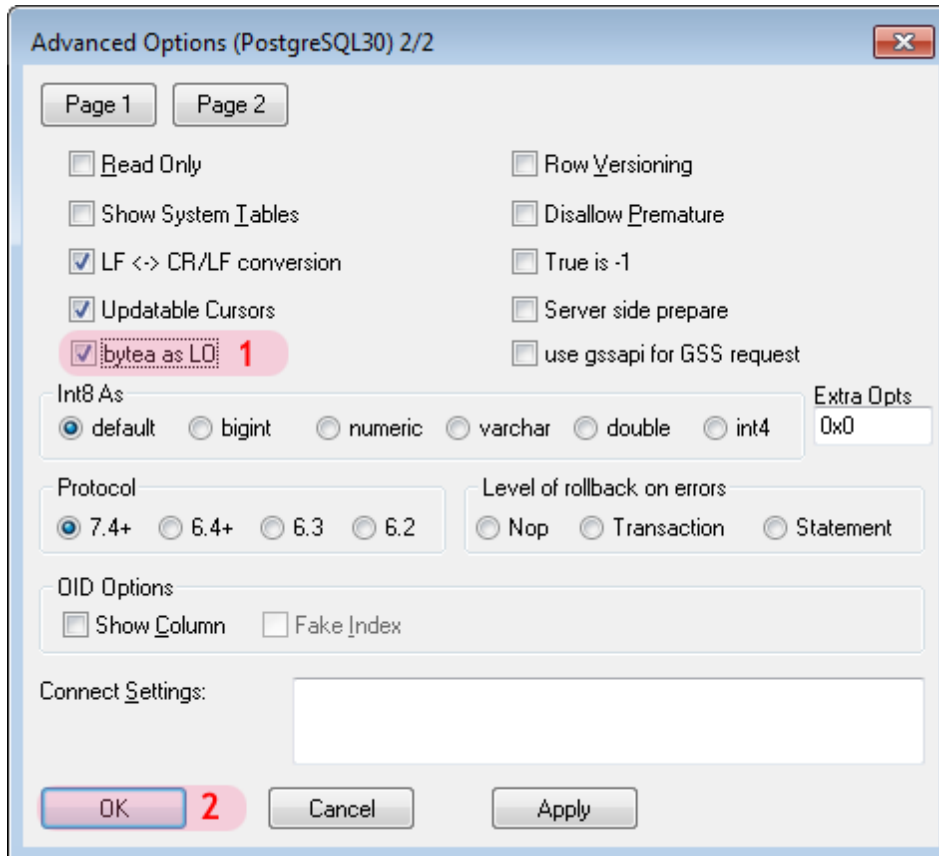 Advanced Options (PostgreSQL30) 2/2
Page 1 Page 2
Read Only Row Versioning
Show System Tables Disallow Premature
LF <-> CR/LF conversion True is -1
Updatable Cursors Server side prepare
bytea as LO 1 use gssapi for GSS request
Int8 As Extra Opts
default bigint numeric varchar double int4 0x0
Protocol Level of rollback on errors
7.4+ 6.4+ 6.3 6.2 Nop Transaction Statement
OID Options
Show Column Fake Index
Connect Settings:
OK 2 Cancel Apply